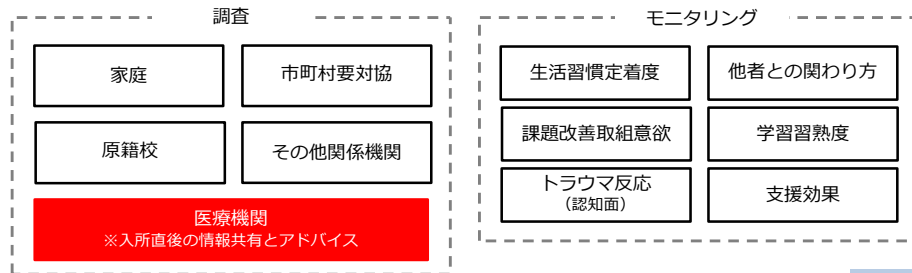 調査
家庭
市町村要対協
原籍校
その他関係機関
医療機関
※入所直後の情報共有とアドバイス
モニタリング
生活習慣定着度
他者との関わり方
課題改善取組意欲
学習習熟度
トラウマ反応
（認知面）
支援効果